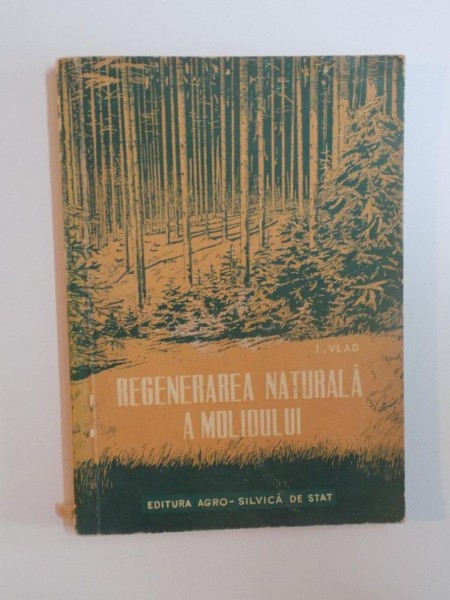 I. VLAD
REGENERAREA NATURALĂ
A MOLIDULUI
EDITURA AGRO-SILVICĂ DE STAT